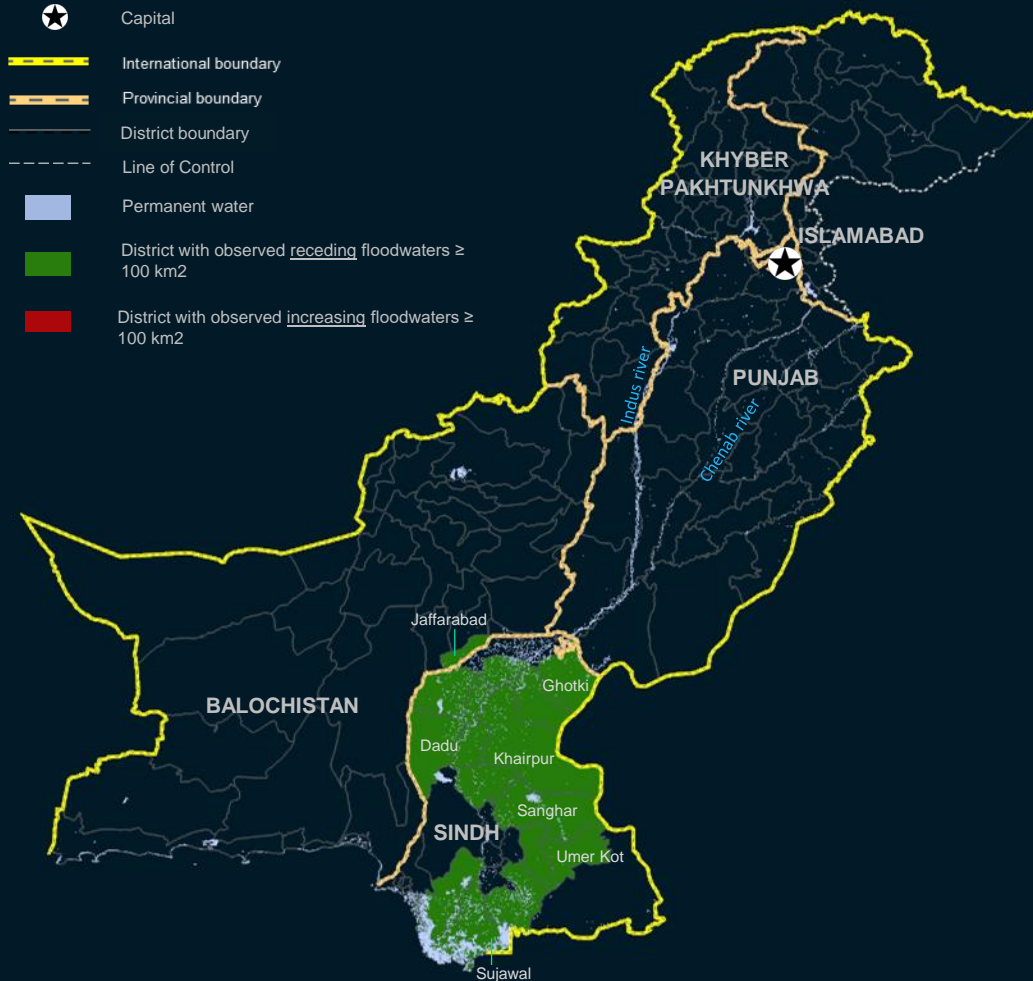 Capital
International boundary
Provincial boundary
District boundary
Line of Control
Permanent water
District with observed receding floodwaters ≥
100 km2
District with observed increasing floodwaters ≥
100 km2
KHYBER
PAKHTUNKHWA
ISLAMABAD
PUNJAB
Indus river
Chenab river
Jaffarabad
Ghotki
BALOCHISTAN
Dadu
Khairpur
Sanghar
SINDH
Umer Kot
Sujawal